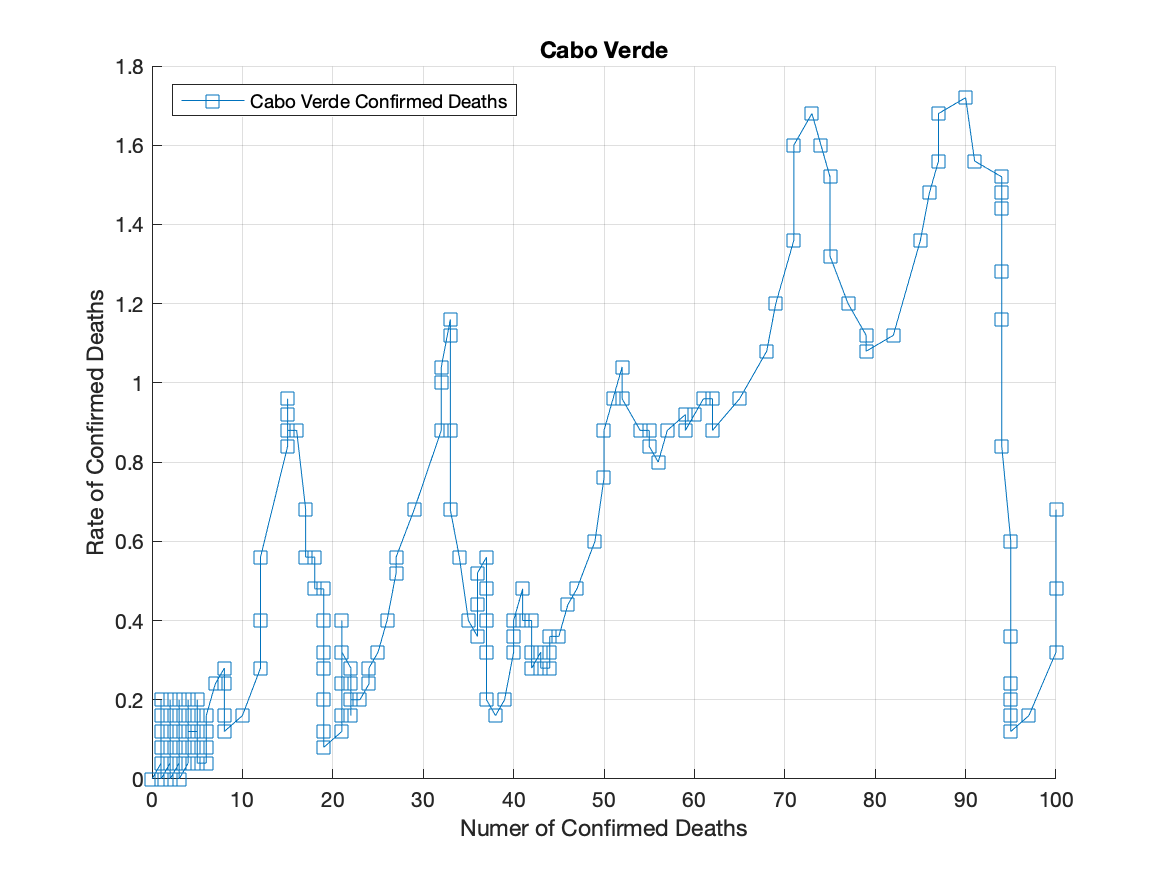 Cabo Verde
1.8
Cabo Verde Confirmed Deaths
1.6
1.4
1.2
1
0.8
0.6
0.4
0.2
0
Rate of Confirmed Deaths
0 10 20 30 40 50 60 70 80 90 100
Numer of Confirmed Deaths